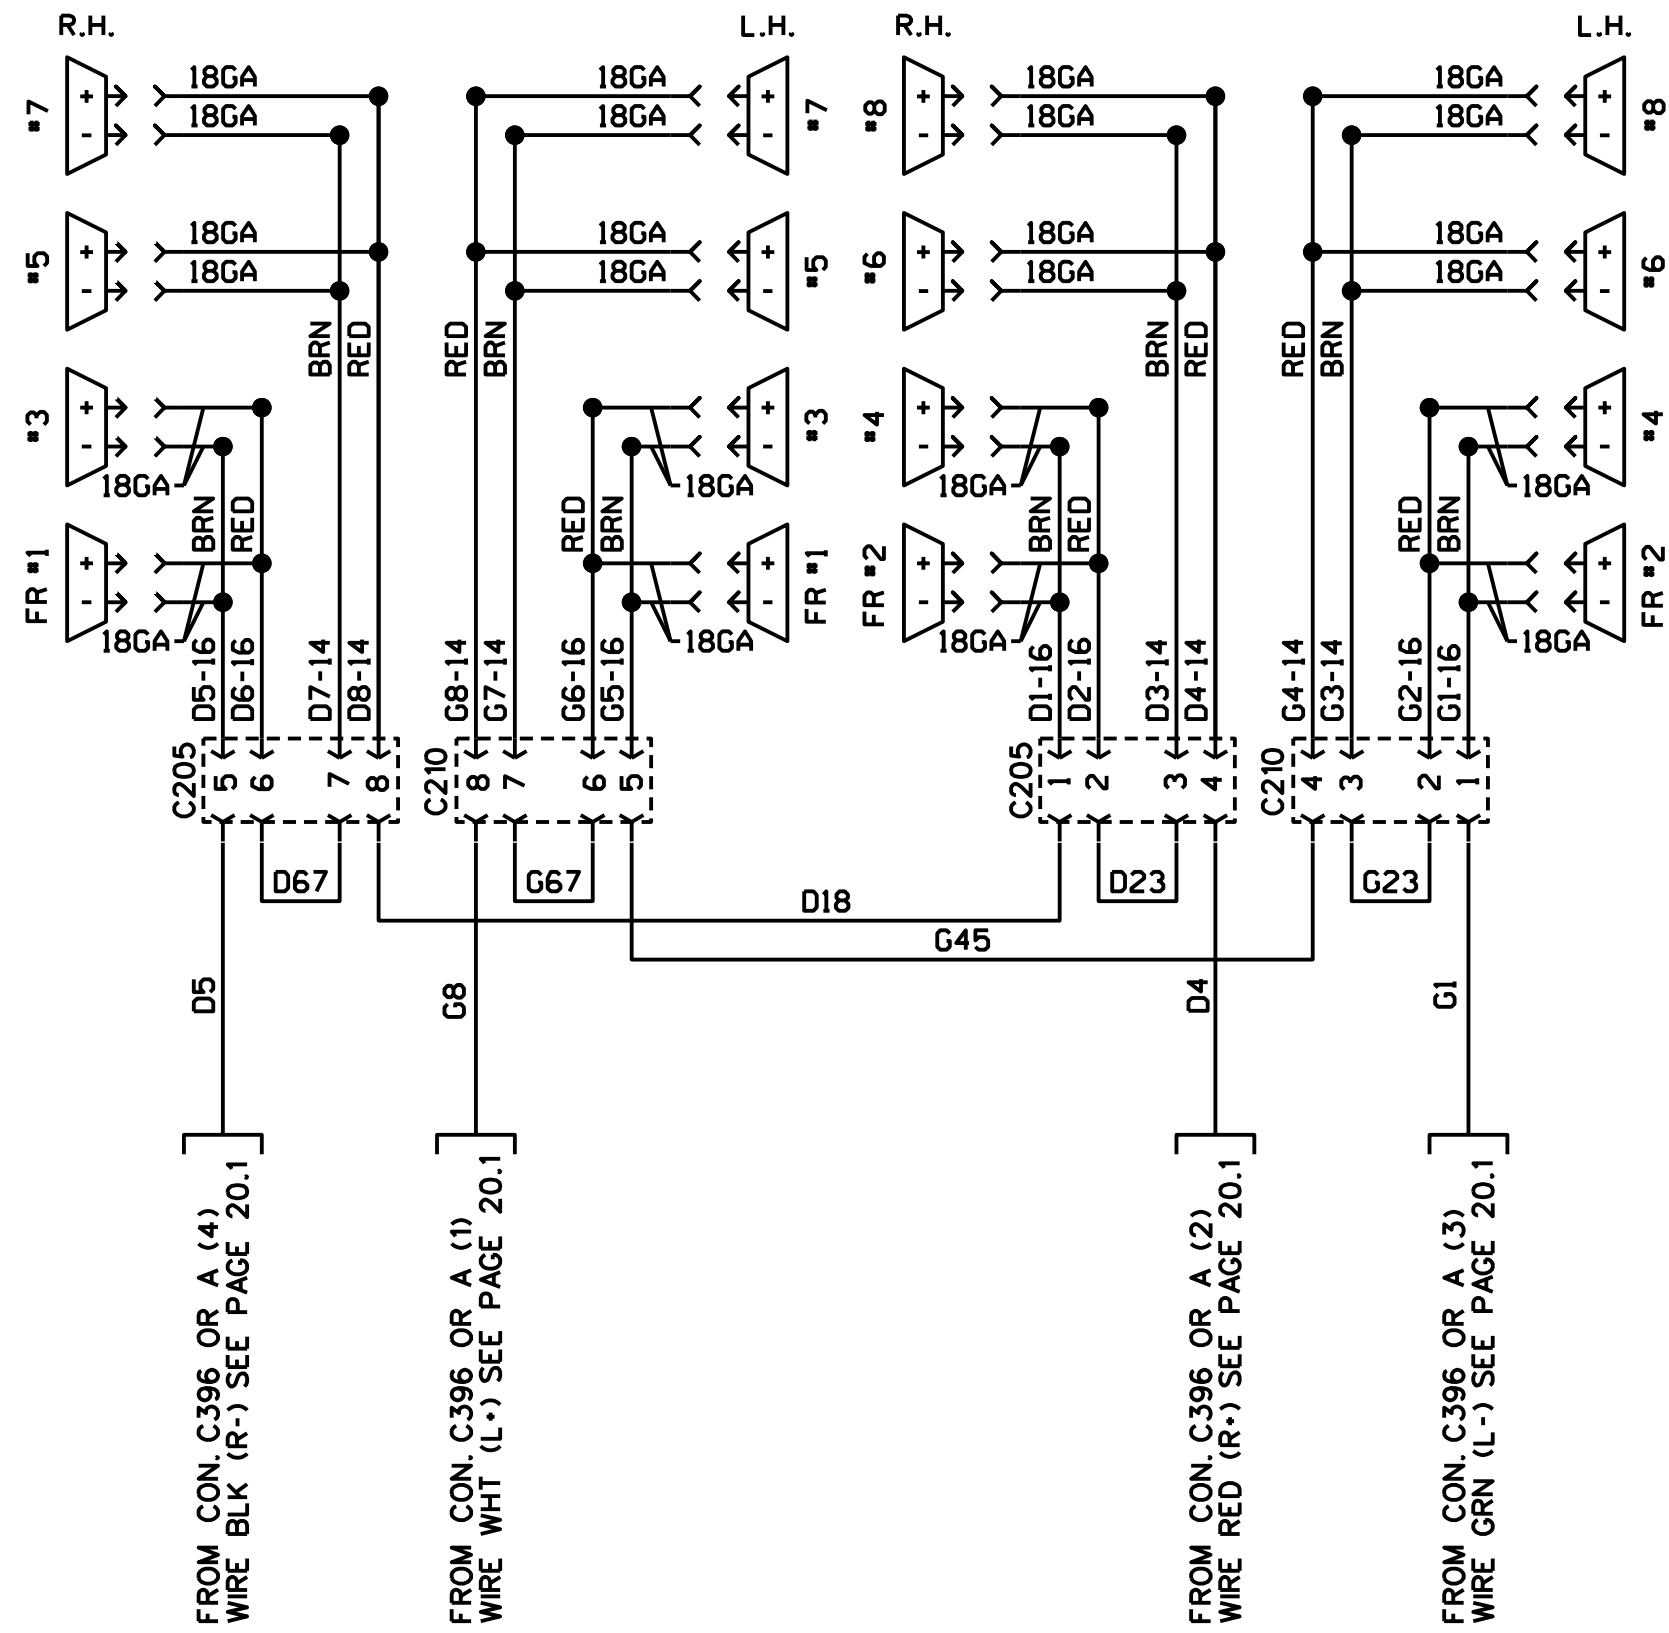 R.H.
L.H.
R.H.
L.H.
18GA
18GA
18GA
18GA
18GA
18GA
18GA
18GA
#7
+
-
+
-
#7
#8
+
-
+
-
#8
18GA
18GA
18GA
18GA
18GA
18GA
18GA
18GA
#5
+
-
+
-
#5
#6
+
-
+
-
#6
BRN
RED
RED
BRN
BRN
RED
RED
BRN
#3
+
-
+
-
#3
#4
+
-
+
-
#4
18GA
18GA
18GA
18GA
BRN
RED
RED
BRN
BRN
RED
RED
BRN
FR #1
+
-
+
-
FR #1
FR #2
+
-
+
-
FR #2
18GA
18GA
18GA
18GA
D5-16
D6-16
D7-14
D8-14
G8-14
G7-14
G6-16
G5-16
D1-16
D2-16
D3-14
D4-14
G4-14
G3-14
G2-16
G1-16
C205
5
6
7
8
C210
8
7
6
5
C205
1
2
3
4
C210
4
3
2
1
D67
G67
D18
D23
G23
G45
D5
G8
D4
G1
FROM CON. C396 OR A (4)
WIRE BLK (R-) SEE PAGE 20.1
FROM CON. C396 OR A (1)
WIRE WHT (L+) SEE PAGE 20.1
FROM CON. C396 OR A (2)
WIRE RED (R+) SEE PAGE 20.1
FROM CON. C396 OR A (3)
WIRE GRN (L-) SEE PAGE 20.1